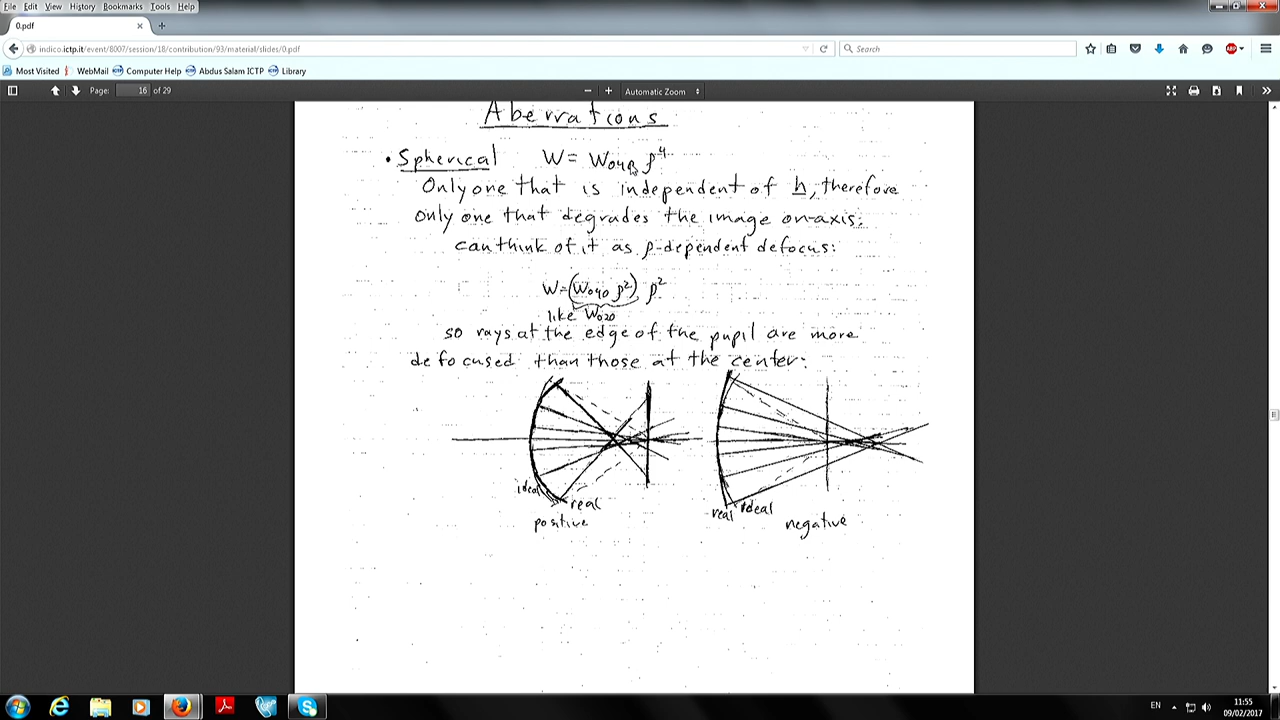 File Edit View History Bookmarks Tools Help
0.pdf
indico.ictp.it/event/8007/session/18/contribution/93/material/slides/0.pdf
Search
Most Visited WebMail Computer Help Abdus Salam ICTP Library
Page: 16 of 29
Automatic Zoom
Aberrations
• Spherical W = W₀₄₀ ρ⁴
Only one that is independent of h, therefore
only one that degrades the image on-axis;
can think of it as ρ-dependent defocus:
W=(W₀₄₀ ρ²) ρ²
like W₀₂₀
so rays at the edge of the pupil are more
defocused than those at the center:
ideal real
positive
real ideal
negative
EN
11:55
09/02/2017